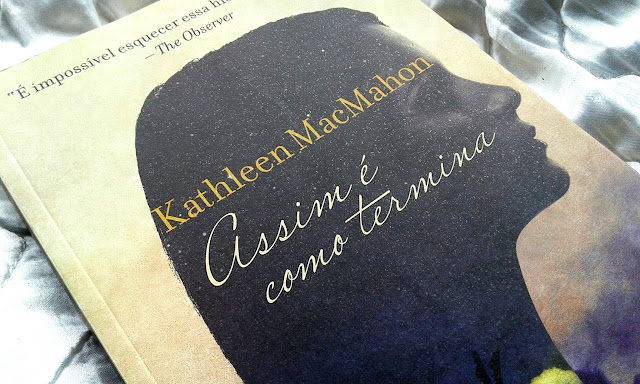 "É impossível esquecer essa
– The Observer
Kathleen MacMahon
Assim é
como termina